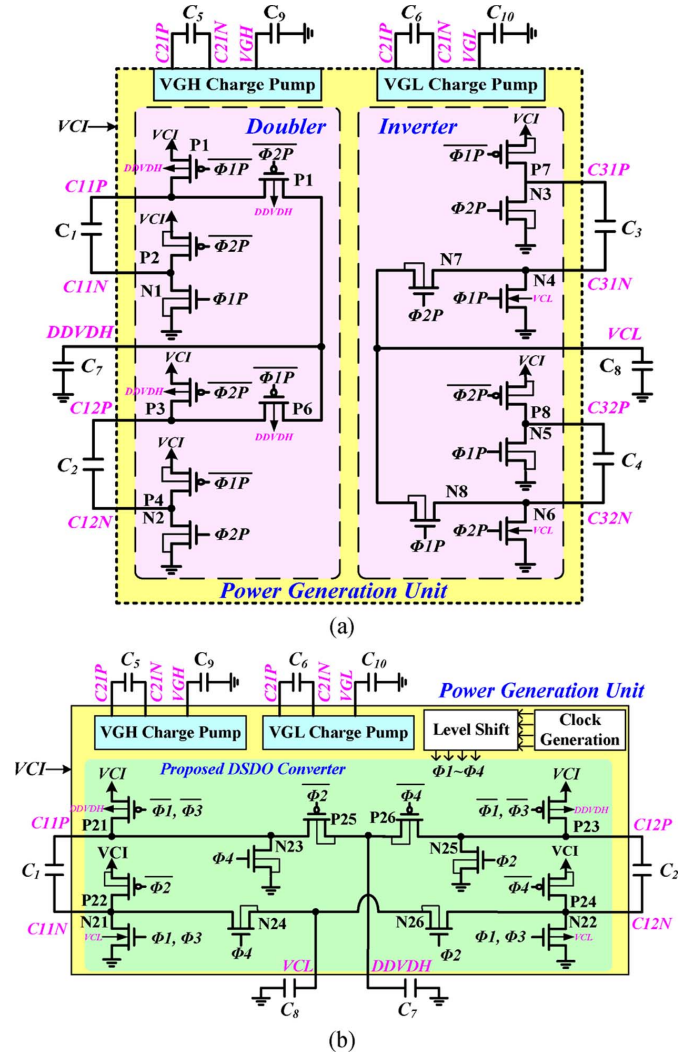 C5 C9 C6 C10
C21P C21N VGH C21P C21N VGL
VGH Charge Pump VGL Charge Pump
VCI
Doubler Inverter
VCI P1 Φ1P DDVDH Φ2P P1 DDVDH
C11P
C1
VCI P2 Φ2P
C11N
N1 Φ1P
DDVDH
C7
VCI Φ2P DDVDH P3 Φ1P P6 DDVDH
C12P
C2
VCI Φ1P P4
C12N
N2 Φ2P
VCI Φ1P P7
C31P
N3 Φ2P
C3
N7 Φ2P N4 Φ1P VCL
C31N
VCL
C8
VCI Φ2P P8
C32P
N5 Φ1P
C4
N8 Φ1P N6 Φ2P VCL
C32N
Power Generation Unit
(a)
C5 C9 C6 C10
C21P C21N VGH C21P C21N VGL
Power Generation Unit
VGH Charge Pump VGL Charge Pump Level Shift Clock Generation
Φ1~Φ4
VCI
Proposed DSDO Converter
VCI DDVDH Φ1, Φ3 Φ2 Φ4 Φ1, Φ3 VCI DDVDH
C11P P21 P25 P26 P23 C12P
N23 Φ4 N25 Φ2
C1 VCI Φ2 P22 Φ4 VCI P24 C2
C11N N21 N24 N26 N22 C12N
VCL Φ1, Φ3 Φ4 Φ2 Φ1, Φ3 VCL
VCL DDVDH
C8 C7
(b)